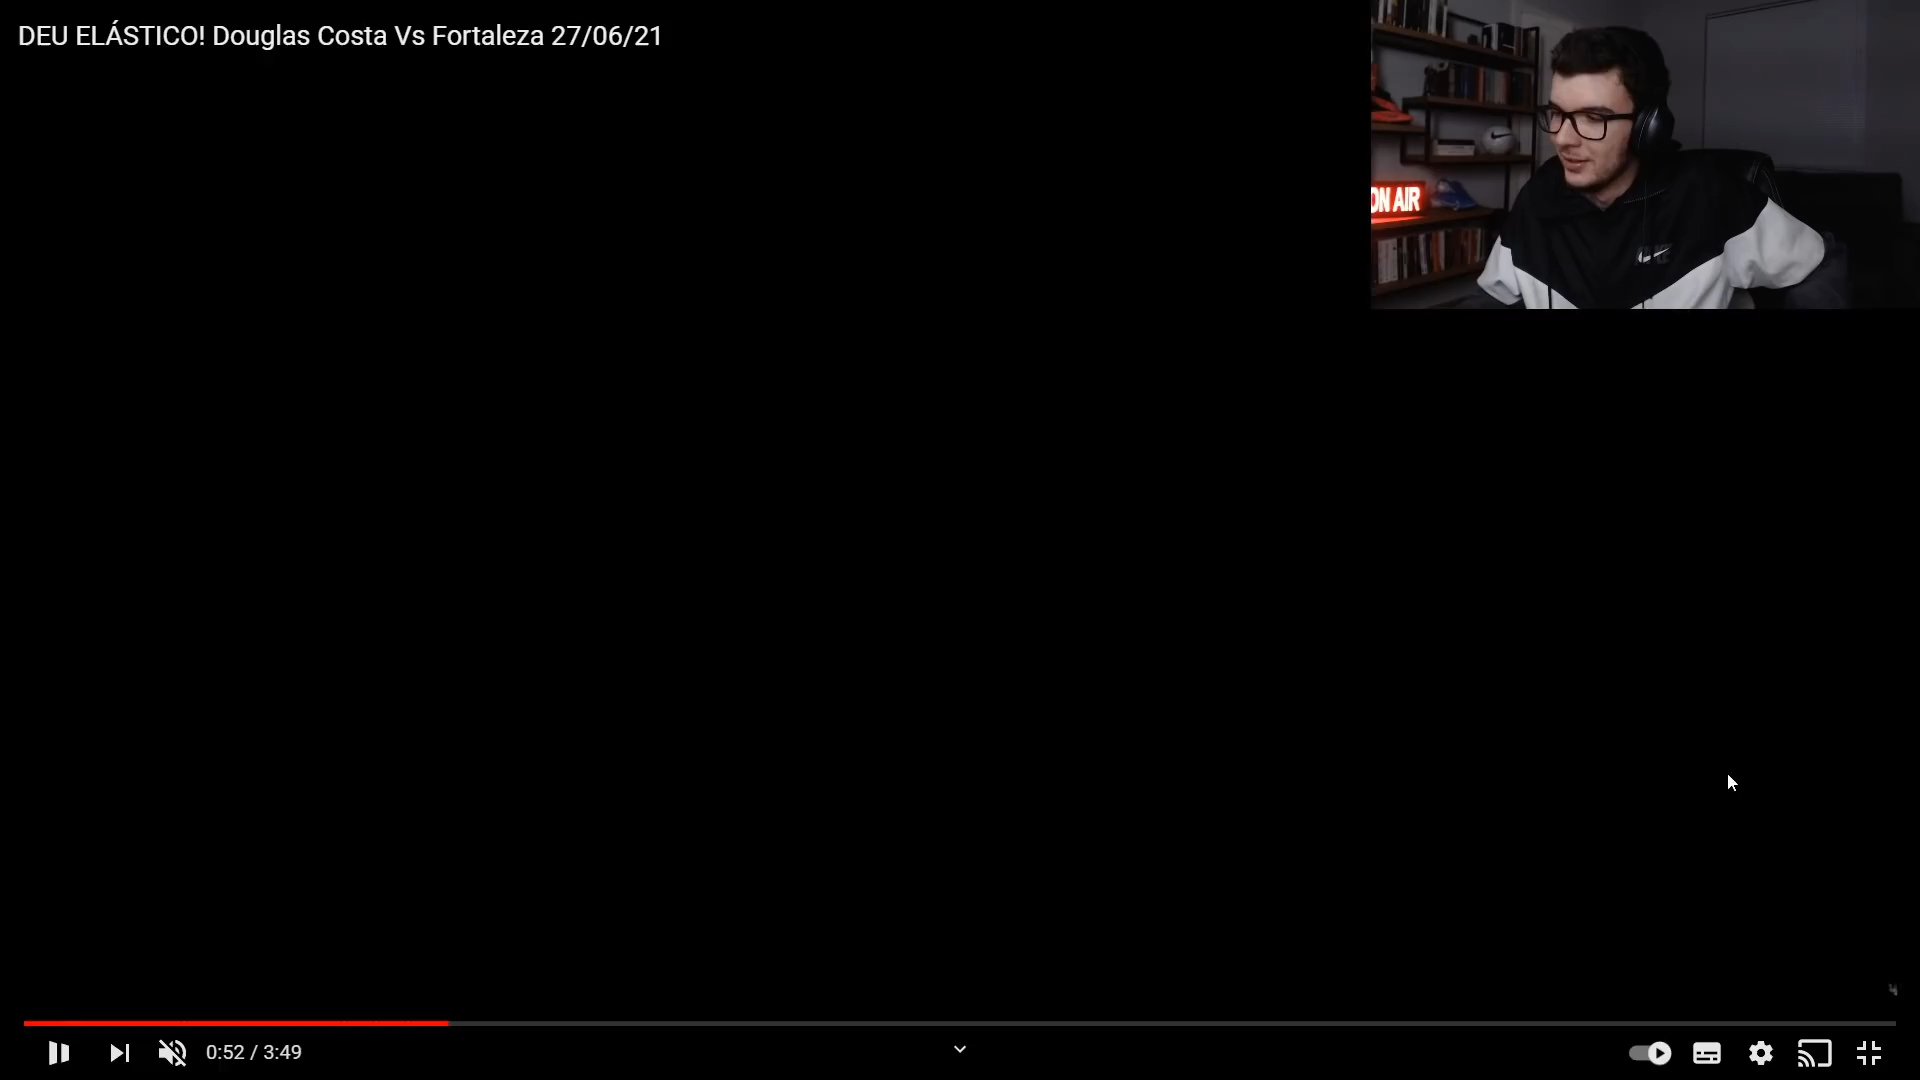 DEU ELÁSTICO! Douglas Costa Vs Fortaleza 27/06/21
ON AIR
0:52 / 3:49